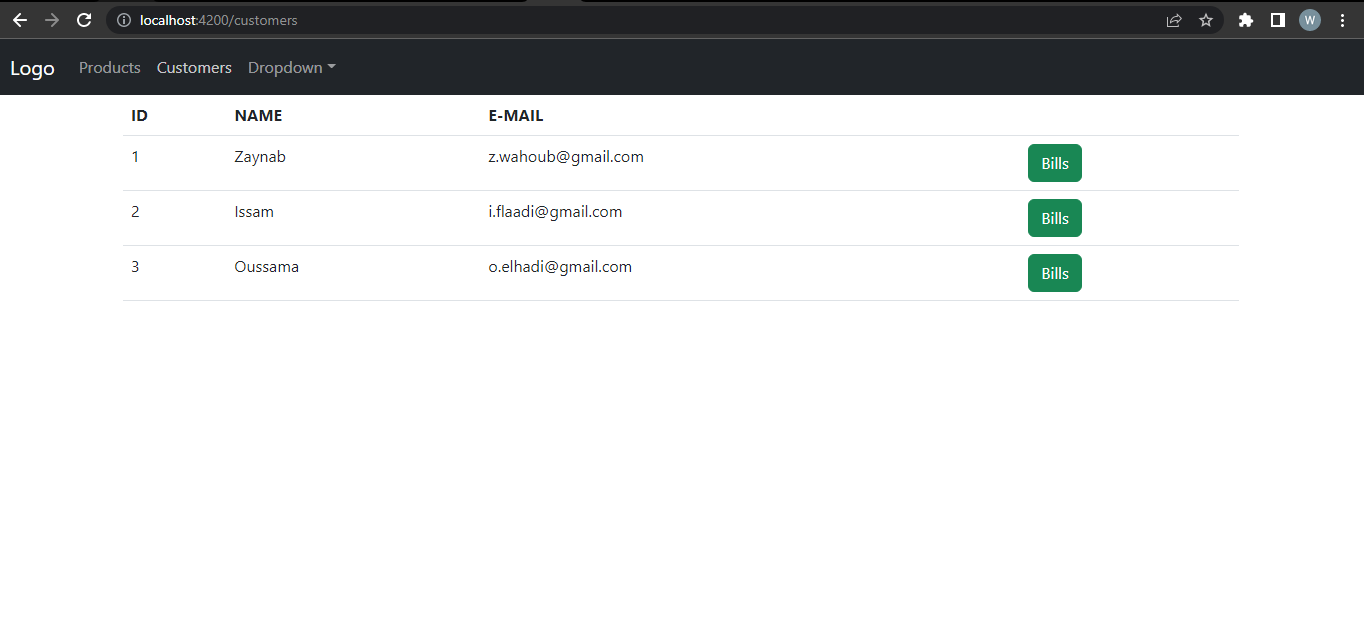 localhost:4200/customers
W
Logo Products Customers Dropdown
ID NAME E-MAIL
1 Zaynab z.wahoub@gmail.com Bills
2 Issam i.flaadi@gmail.com Bills
3 Oussama o.elhadi@gmail.com Bills